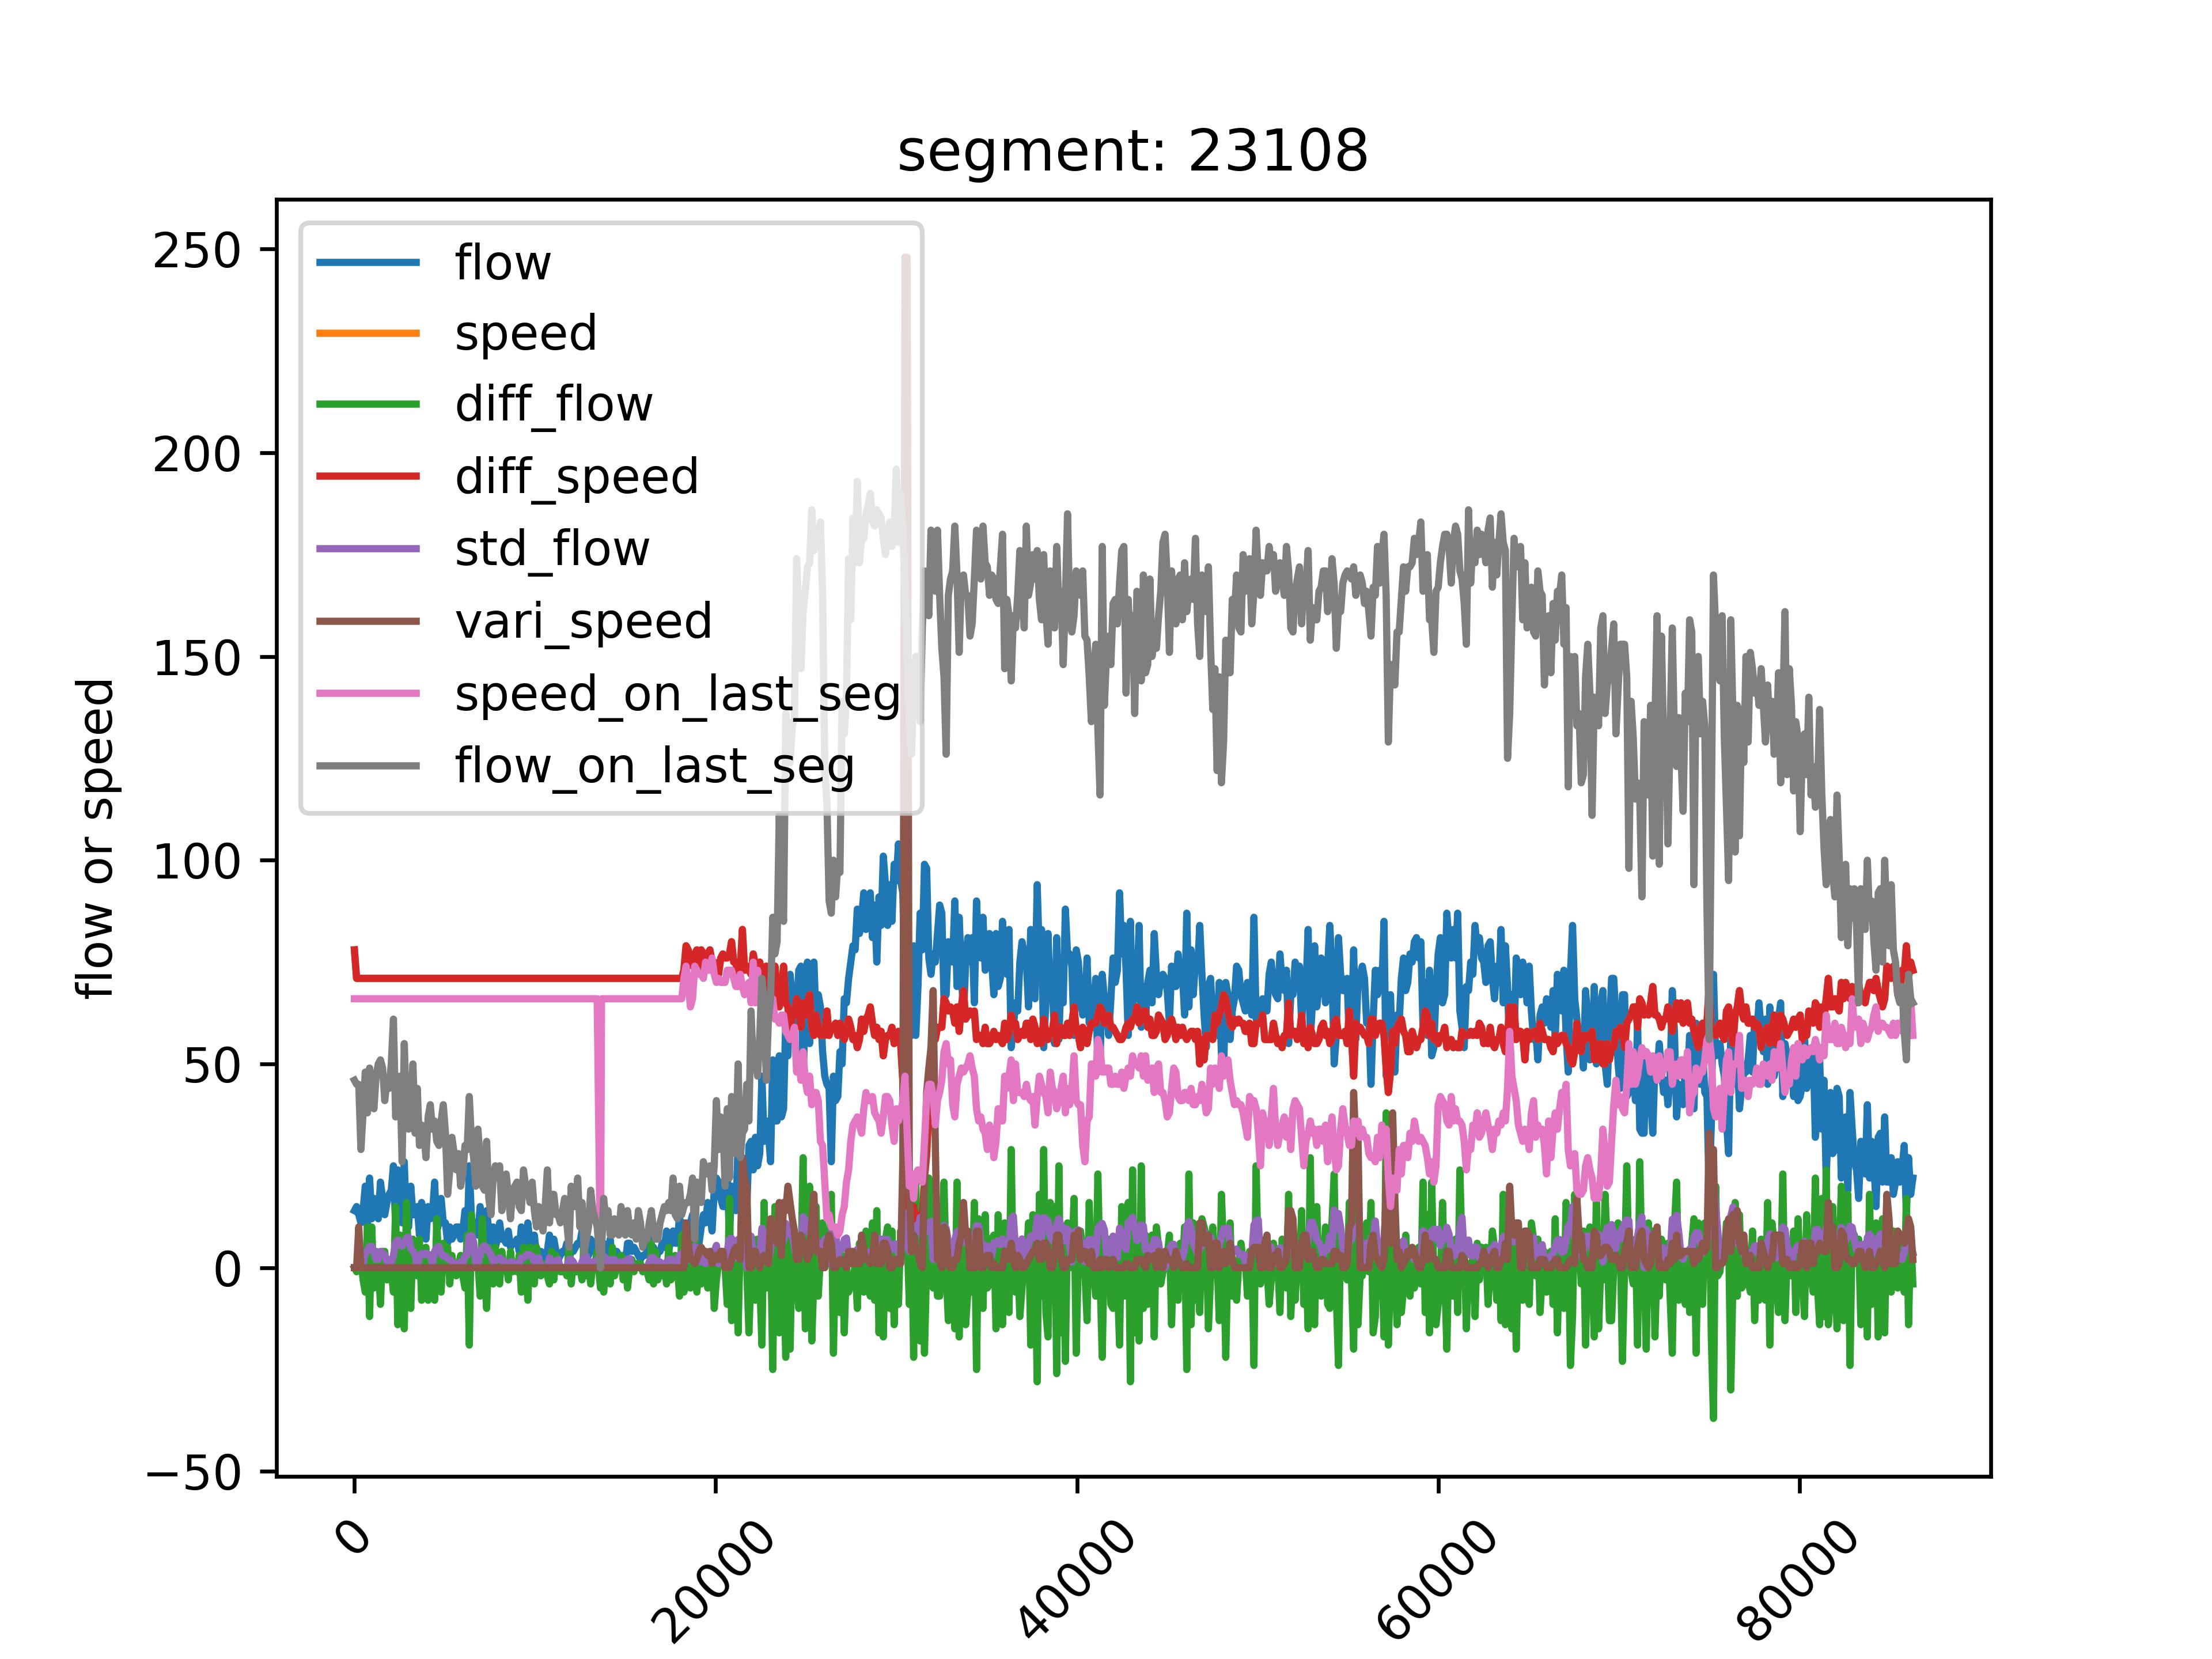 segment: 23108
250
200
150
100
50
0
−50
flow or speed
flow
speed
diff_flow
diff_speed
std_flow
vari_speed
speed_on_last_seg
flow_on_last_seg
0
20000
40000
60000
80000